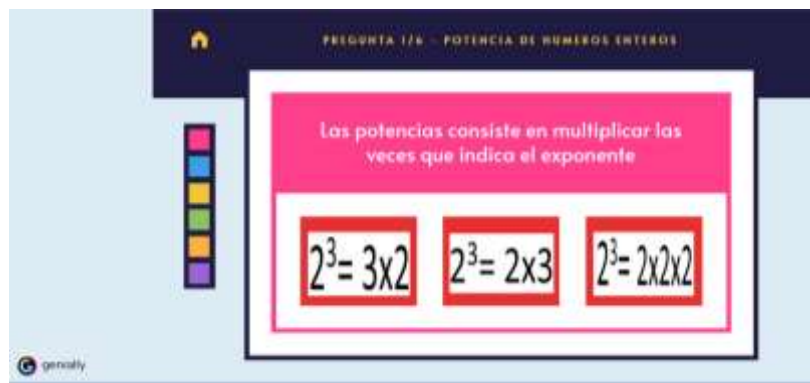 PREGUNTA 1/6 - POTENCIA DE NUMEROS ENTEROS
Las potencias consiste en multiplicar las
veces que indica el exponente
2³= 3x2
2³= 2x3
2³= 2x2x2
genially